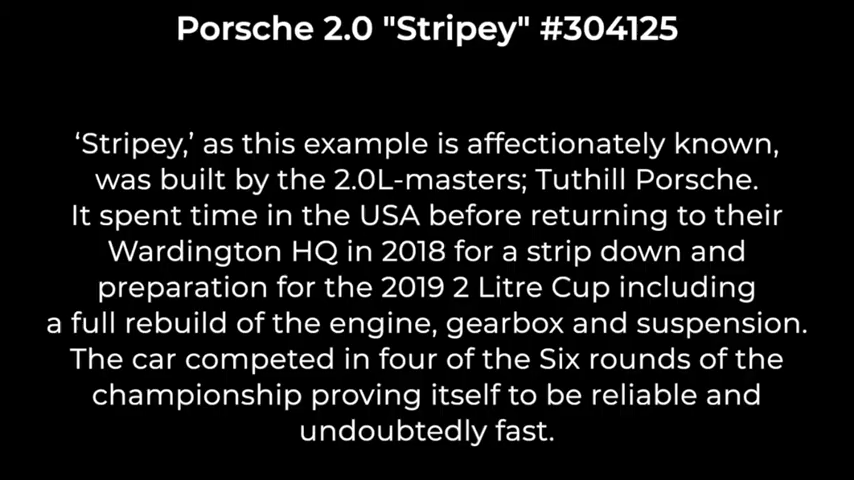 Porsche 2.0 "Stripey" #304125
‘Stripey,’ as this example is affectionately known,
was built by the 2.0L-masters; Tuthill Porsche.
It spent time in the USA before returning to their
Wardington HQ in 2018 for a strip down and
preparation for the 2019 2 Litre Cup including
a full rebuild of the engine, gearbox and suspension.
The car competed in four of the Six rounds of the
championship proving itself to be reliable and
undoubtedly fast.